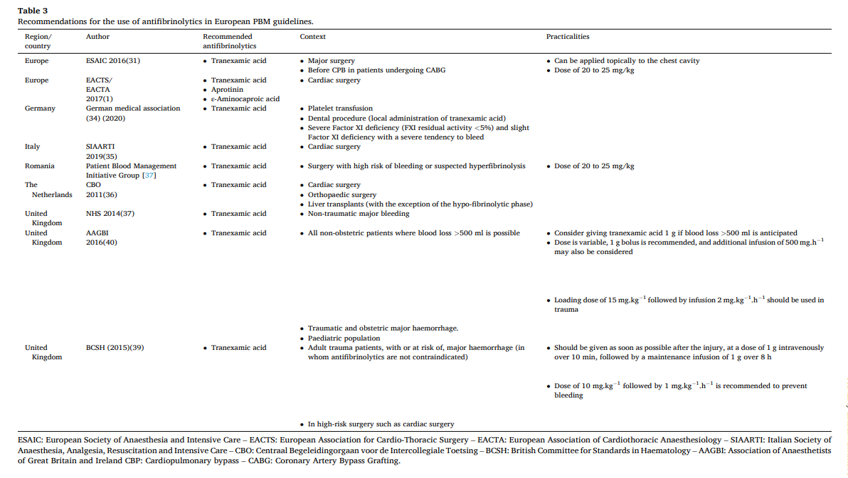 Table 3
Recommendations for the use of antifibrinolytics in European PBM guidelines.
Region/ country Author Recommended antifibrinolytics Context Practicalities
Europe ESAIC 2016(31) • Tranexamic acid • Major surgery • Can be applied topically to the chest cavity
• Before CPB in patients undergoing CABG • Dose of 20 to 25 mg/kg
Europe EACTS/ • Tranexamic acid • Cardiac surgery
EACTA • Aprotinin
2017(1) • ε-Aminocaproic acid
Germany German medical association • Tranexamic acid • Platelet transfusion
(34) (2020) • Dental procedure (local administration of tranexamic acid)
• Severe Factor XI deficiency (FXI residual activity <5%) and slight
Factor XI deficiency with a severe tendency to bleed
Italy SIAARTI • Tranexamic acid • Cardiac surgery
2019(35)
Romania Patient Blood Management • Tranexamic acid • Surgery with high risk of bleeding or suspected hyperfibrinolysis • Dose of 20 to 25 mg/kg
Initiative Group [37]
The CBO • Tranexamic acid • Cardiac surgery
Netherlands 2011(36) • Orthopaedic surgery
• Liver transplants (with the exception of the hypo-fibrinolytic phase)
United NHS 2014(37) • Tranexamic acid • Non-traumatic major bleeding
Kingdom
United AAGBI • Tranexamic acid • All non-obstetric patients where blood loss >500 ml is possible • Consider giving tranexamic acid 1 g if blood loss >500 ml is anticipated
Kingdom 2016(40) • Dose is variable, 1 g bolus is recommended, and additional infusion of 500 mg.h−1
may also be considered
• Loading dose of 15 mg.kg−1 followed by infusion 2 mg.kg−1.h−1 should be used in
trauma
• Traumatic and obstetric major haemorrhage.
• Paediatric population
United BCSH (2015)(39) • Tranexamic acid • Adult trauma patients, with or at risk of, major haemorrhage (in • Should be given as soon as possible after the injury, at a dose of 1 g intravenously
Kingdom whom antifibrinolytics are not contraindicated) over 10 min, followed by a maintenance infusion of 1 g over 8 h
• Dose of 10 mg.kg−1 followed by 1 mg.kg−1.h−1 is recommended to prevent
bleeding
• In high-risk surgery such as cardiac surgery
ESAIC: European Society of Anaesthesia and Intensive Care – EACTS: European Association for Cardio-Thoracic Surgery – EACTA: European Association of Cardiothoracic Anaesthesiology – SIAARTI: Italian Society of
Anaesthesia, Analgesia, Resuscitation and Intensive Care – CBO: Centraal Begeleidingorgaan voor de Intercollegiale Toetsing – BCSH: British Committee for Standards in Haematology – AAGBI: Association of Anaesthetists
of Great Britain and Ireland CBP: Cardiopulmonary bypass – CABG: Coronary Artery Bypass Grafting.